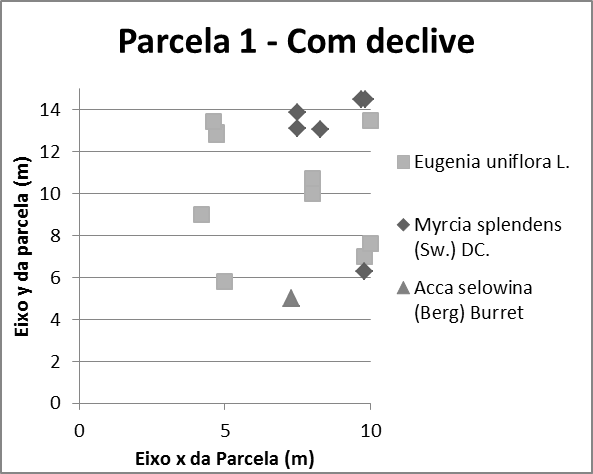 Parcela 1 - Com declive
Eixo y da parcela (m)
14
12
10
8
6
4
2
0
0 5 10
Eixo x da Parcela (m)
Eugenia uniflora L.
Myrcia splendens
(Sw.) DC.
Acca selowina
(Berg) Burret